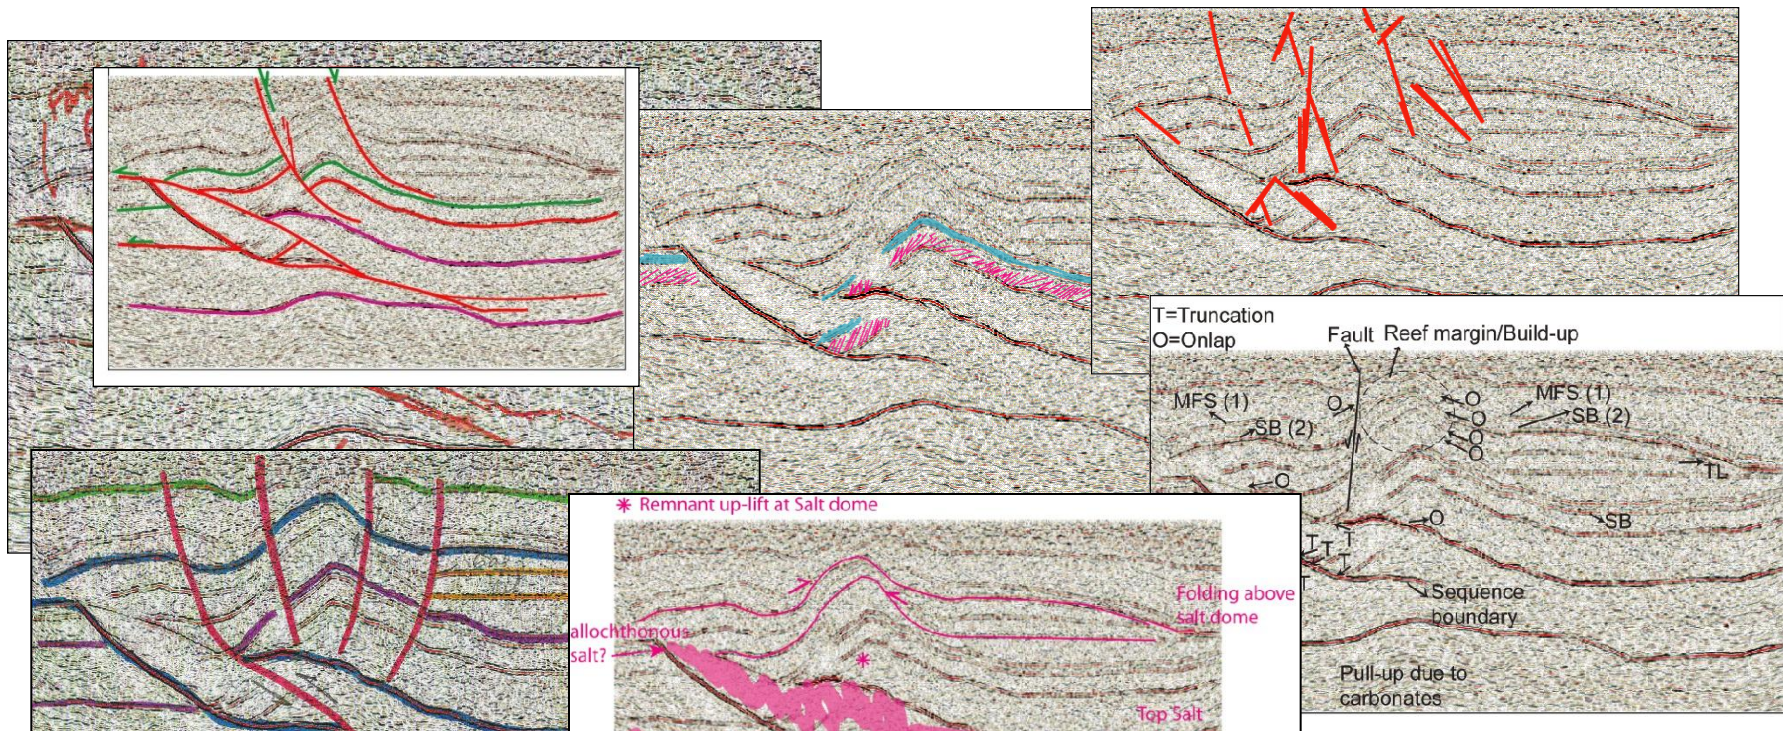 T=Truncation
O=Onlap
Fault
Reef margin/Build-up
MFS (1)
O
O
MFS (1)
SB (2)
O
SB (2)
O
O
TL
O
O
SB
T
T
T
T
T
Sequence
boundary
Pull-up due to
carbonates
* Remnant up-lift at Salt dome
Folding above
salt dome
allochthonous
salt?
*
Top Salt